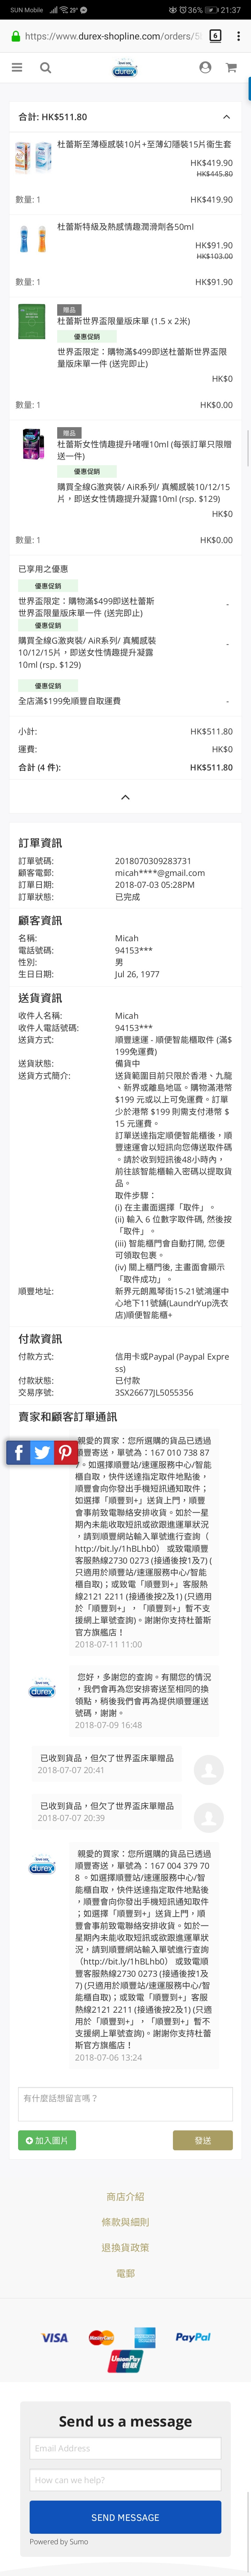 SUN Mobile 29° 36% 21:37
https://www.durex-shopline.com/orders/5 6
love sex durex
合計: HK$511.80
杜蕾斯至薄極感裝10片+至薄幻隱裝15片衛生套
HK$419.90
HK$445.80
數量: 1 HK$419.90
杜蕾斯特級及熱感情趣潤滑劑各50ml
HK$91.90
HK$103.00
數量: 1 HK$91.90
贈品
杜蕾斯世界盃限量版床單 (1.5 x 2米)
優惠促銷
世界盃限定：購物滿$499即送杜蕾斯世界盃限
量版床單一件 (送完即止)
HK$0
數量: 1 HK$0.00
贈品
杜蕾斯女性情趣提升啫喱10ml (每張訂單只限贈
送一件)
優惠促銷
購買全線G激爽裝/ AiR系列/ 真觸感裝10/12/15
片，即送女性情趣提升凝露10ml (rsp. $129)
HK$0
數量: 1 HK$0.00
已享用之優惠
優惠促銷
世界盃限定：購物滿$499即送杜蕾斯 -
世界盃限量版床單一件 (送完即止)
優惠促銷
購買全線G激爽裝/ AiR系列/ 真觸感裝 -
10/12/15片，即送女性情趣提升凝露
10ml (rsp. $129)
優惠促銷
全店滿$199免順豐自取運費 -
小計: HK$511.80
運費: HK$0
合計 (4 件): HK$511.80
訂單資訊
訂單號碼: 201807030928373​1
顧客電郵: micah****@gmail.com
訂單日期: 2018-07-03 05:28PM
訂單狀態: 已完成
顧客資訊
名稱: Micah
電話號碼: 94153***
性別: 男
生日日期: Jul 26, 1977
送貨資訊
收件人名稱: Micah
收件人電話號碼: 94153***
送貨方式: 順豐速運 - 順便智能櫃取件 (滿$
199免運費)
送貨狀態: 備貨中
送貨方式簡介: 送貨範圍目前只限於香港、九龍
、新界或離島地區。購物滿港幣
$199 元或以上可免運費。訂單
少於港幣 $199 則需支付港幣 $
15 元運費。
訂單送達指定順便智能櫃後，順
豐速運會以短訊向您傳送取件碼
。請於收到短訊後48小時內，
前往該智能櫃輸入密碼以提取貨
品。
取件步驟：
(i) 在主畫面選擇「取件」。
(ii) 輸入 6 位數字取件碼, 然後按
「取件」。
(iii) 智能櫃門會自動打開, 您便
可領取包裹。
(iv) 關上櫃門後, 主畫面會顯示
「取件成功」。
順豐地址: 新界元朗鳳琴街15-21號鴻運中
心地下11號舖(LaundrYup洗衣
店)順便智能櫃+
付款資訊
付款方式: 信用卡或Paypal (Paypal Expre
ss)
付款狀態: 已付款
交易序號: 3SX26677JL5055356
賣家和顧客訂單通訊
親愛的買家：您所選購的貨品已透過
順豐寄送，單號為：167 010 738 87
7。如選擇順豐站/速運服務中心/智能
櫃自取，快件送達指定取件地點後，
順豐會向你發出手機短訊通知取件；
如選擇「順豐到+」送貨上門，順豐
會事前致電聯絡安排收貨。如於一星
期內未能收取短訊或欲跟進運單狀況
，請到順豐網站輸入單號進行查詢（
http://bit.ly/1hBLhb0） 或致電順豐
客服熱線2730 0273 (接通後按1及7) (
只適用於順豐站/速運服務中心/智能
櫃自取)；或致電「順豐到+」客服熱
線2121 2211 (接通後按2及1) (只適用
於「順豐到+」，「順豐到+」暫不支
援網上單號查詢)。謝謝你支持杜蕾斯
官方旗艦店！
2018-07-11 11:00
您好，多謝您的查詢。有關您的情況
，我們會再為您安排寄送至相同的換
領點，稍後我們會再為提供順豐運送
號碼，謝謝。
2018-07-09 16:48
已收到貨品，但欠了世界盃床單贈品
2018-07-07 20:41
已收到貨品，但欠了世界盃床單贈品
2018-07-07 20:39
親愛的買家：您所選購的貨品已透過
順豐寄送，單號為：167 004 379 70
8 。如選擇順豐站/速運服務中心/智
能櫃自取，快件送達指定取件地點後
，順豐會向你發出手機短訊通知取件
；如選擇「順豐到+」送貨上門，順
豐會事前致電聯絡安排收貨。如於一
星期內未能收取短訊或欲跟進運單狀
況，請到順豐網站輸入單號進行查詢
（http://bit.ly/1hBLhb0） 或致電順
豐客服熱線2730 0273 (接通後按1及
7) (只適用於順豐站/速運服務中心/智
能櫃自取)；或致電「順豐到+」客服
熱線2121 2211 (接通後按2及1) (只適
用於「順豐到+」，「順豐到+」暫不
支援網上單號查詢)。謝謝你支持杜蕾
斯官方旗艦店！
2018-07-06 13:24
有什麼話想留言嗎？
加入圖片 發送
商店介紹
條款與細則
退換貨政策
電郵
VISA MasterCard PayPal
UnionPay 銀聯
Send us a message
Email Address
How can we help?
SEND MESSAGE
Powered by Sumo